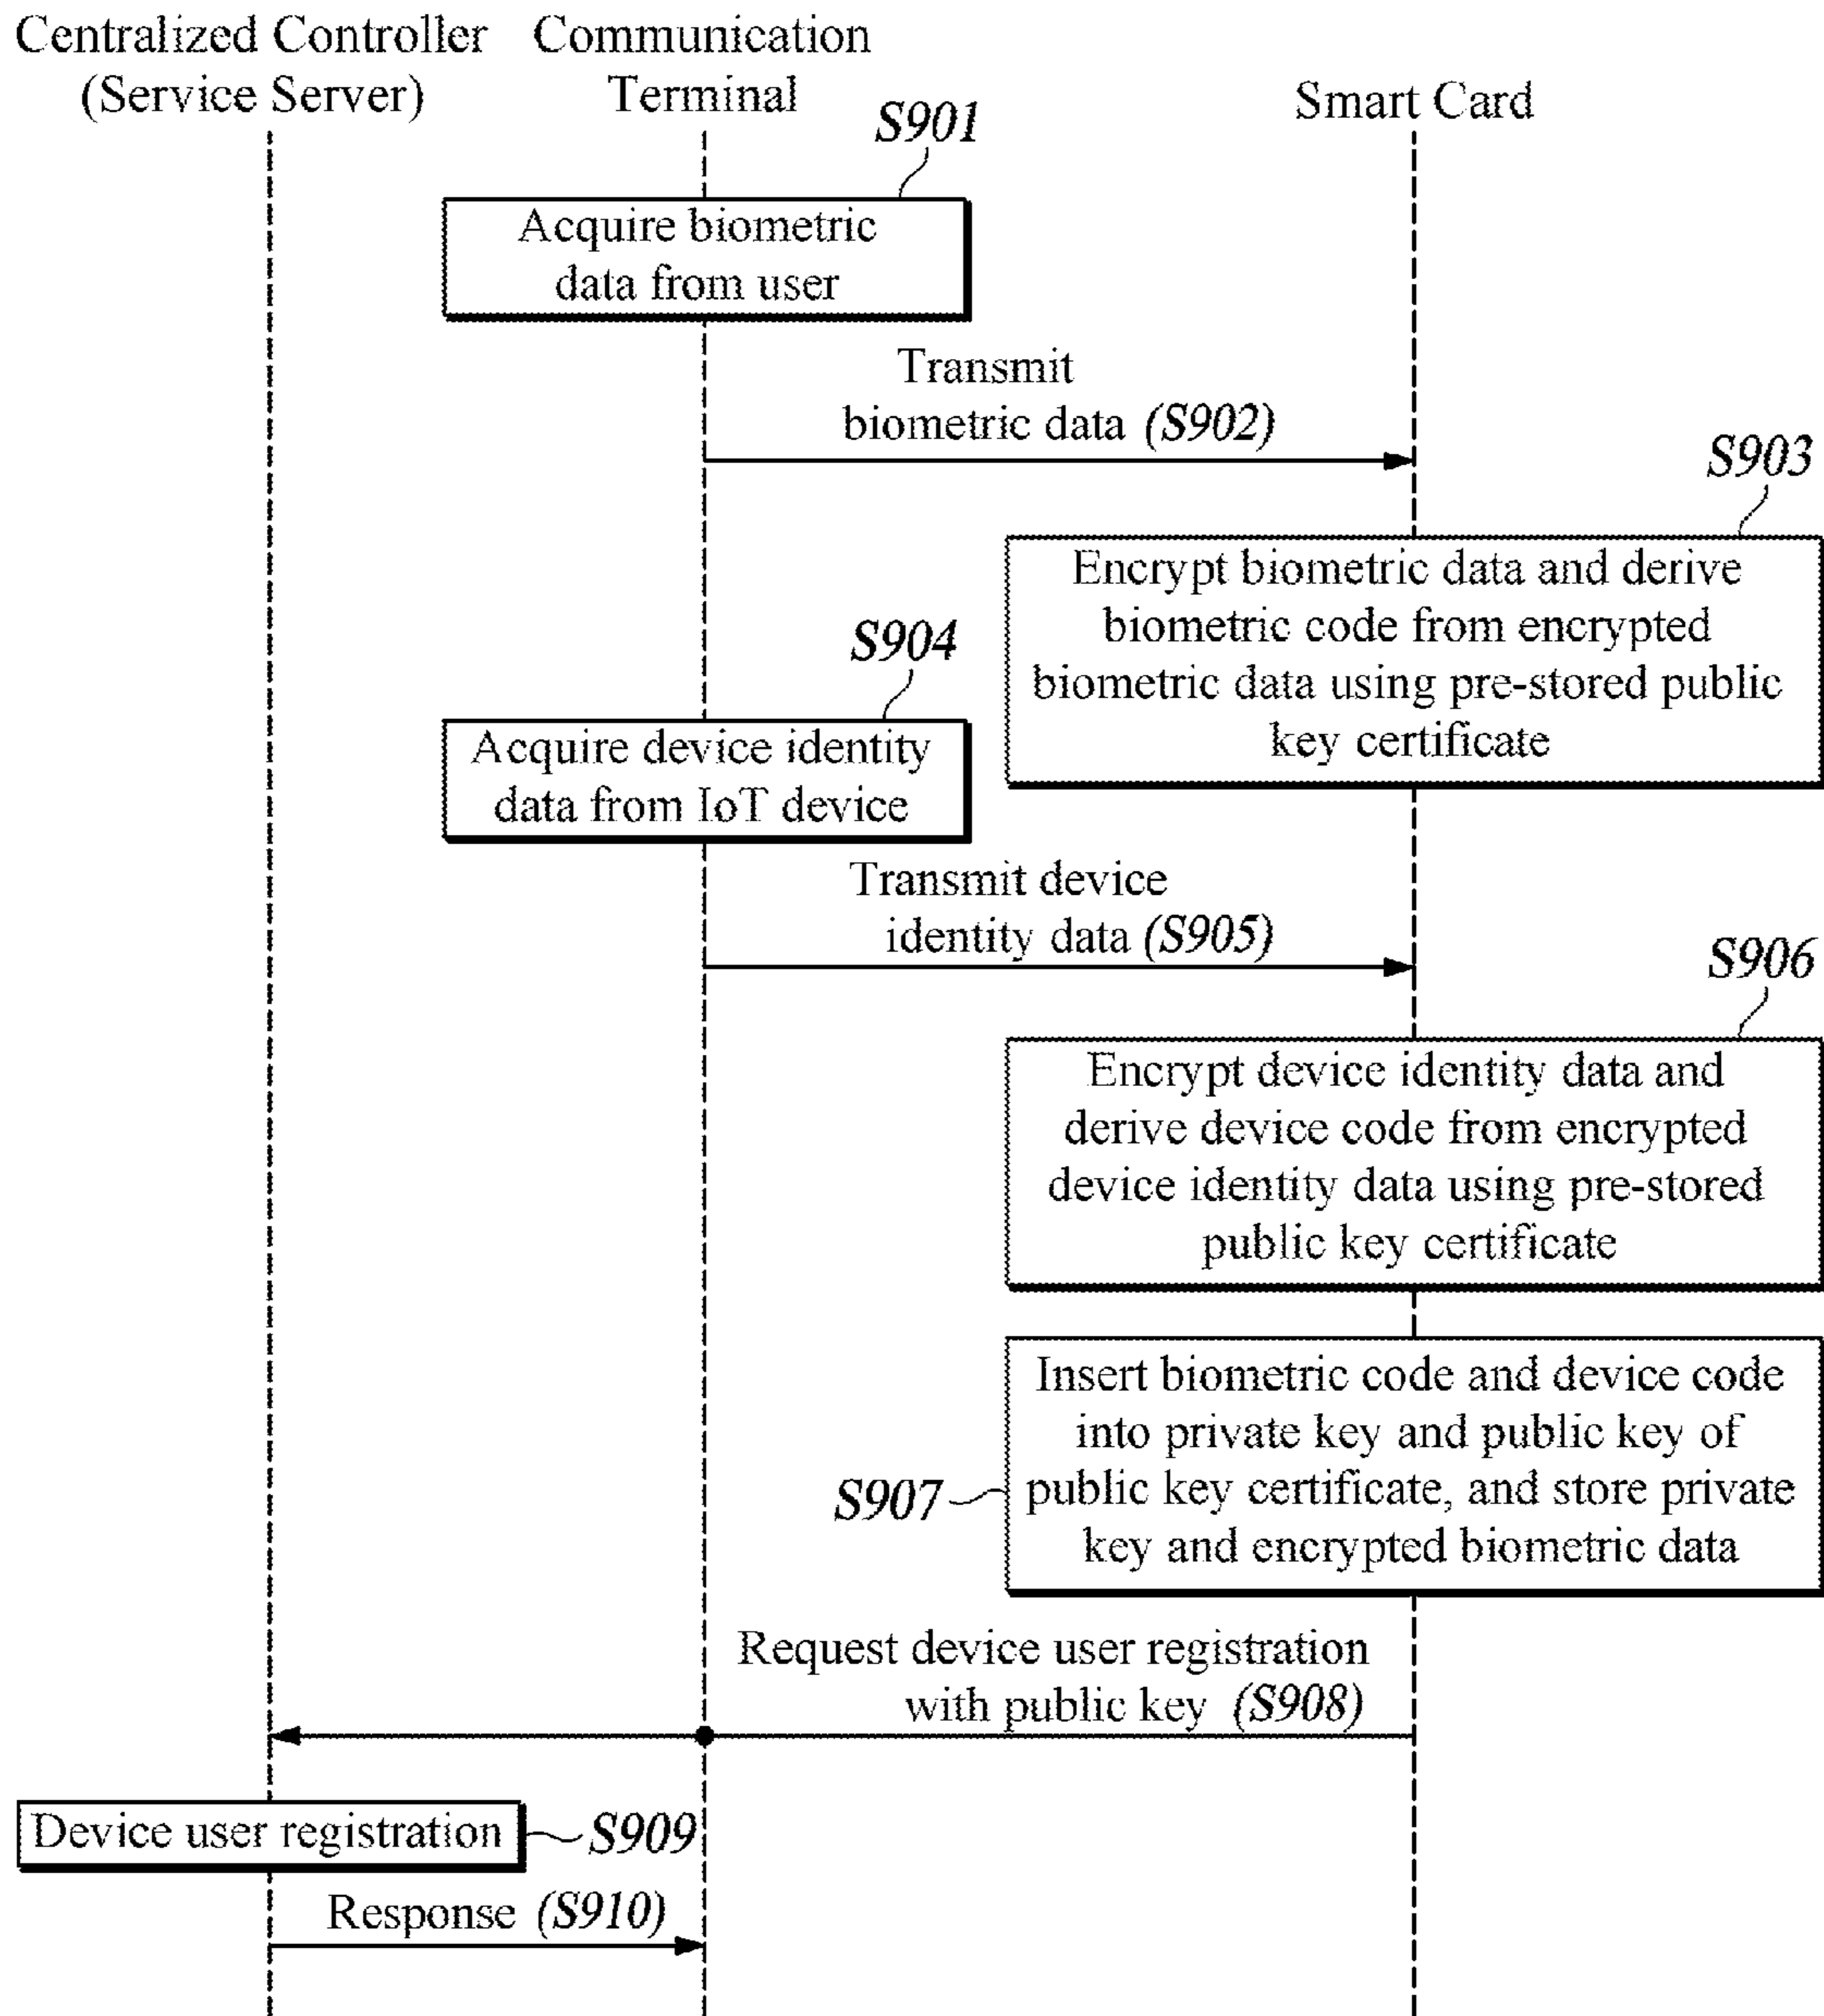 Centralized Controller
(Service Server)
Communication
Terminal
Smart Card
S901
Acquire biometric
data from user
Transmit
biometric data (S902)
S903
Encrypt biometric data and derive
biometric code from encrypted
biometric data using pre-stored public
key certificate
S904
Acquire device identity
data from IoT device
Transmit device
identity data (S905)
S906
Encrypt device identity data and
derive device code from encrypted
device identity data using pre-stored
public key certificate
Insert biometric code and device code
into private key and public key of
public key certificate, and store private
key and encrypted biometric data
S907
Request device user registration
with public key (S908)
Device user registration
S909
Response (S910)